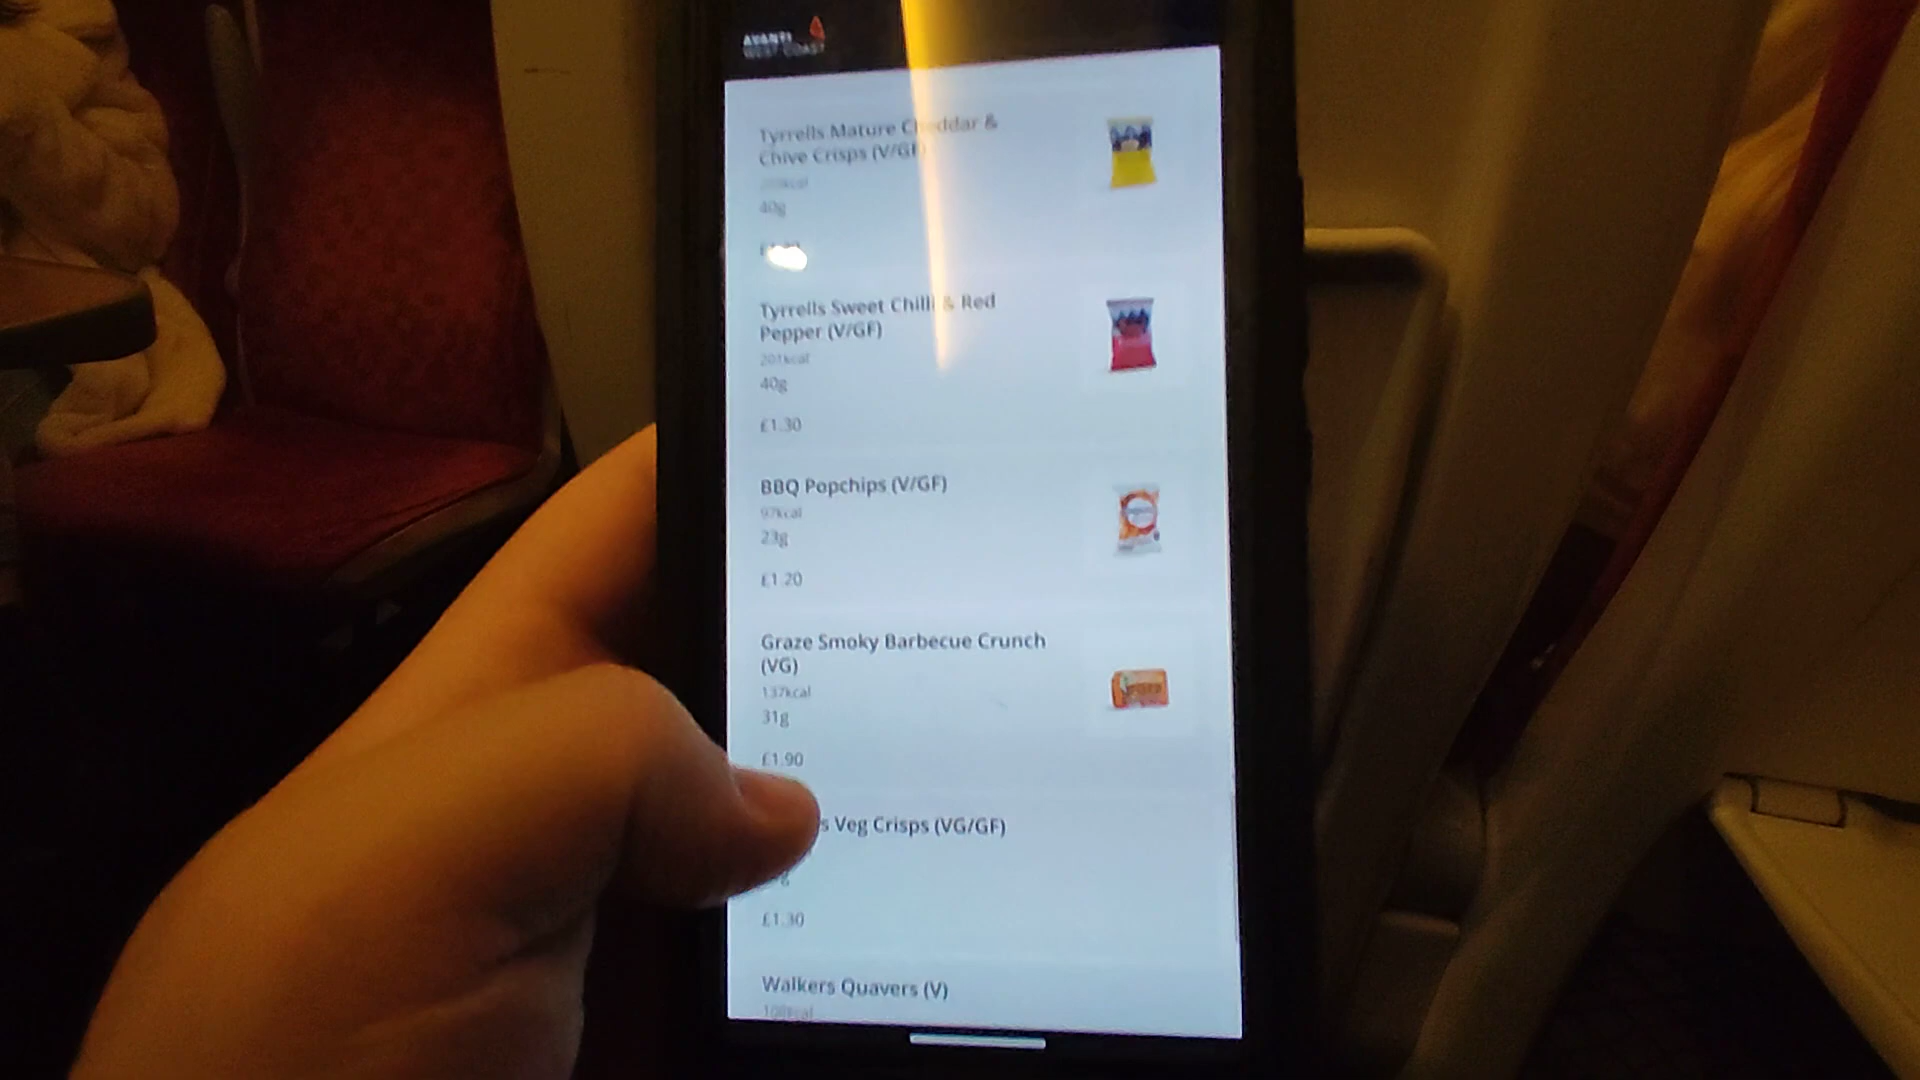 AVANTI
WEST COAST
Tyrrells Mature Cheddar &
Chive Crisps (V/GF)
40g
Tyrrells Sweet Chilli & Red
Pepper (V/GF)
201kcal
40g
£1.30
BBQ Popchips (V/GF)
97kcal
23g
£1.20
Graze Smoky Barbecue Crunch
(VG)
137kcal
31g
£1.90
s Veg Crisps (VG/GF)
g
£1.30
Walkers Quavers (V)